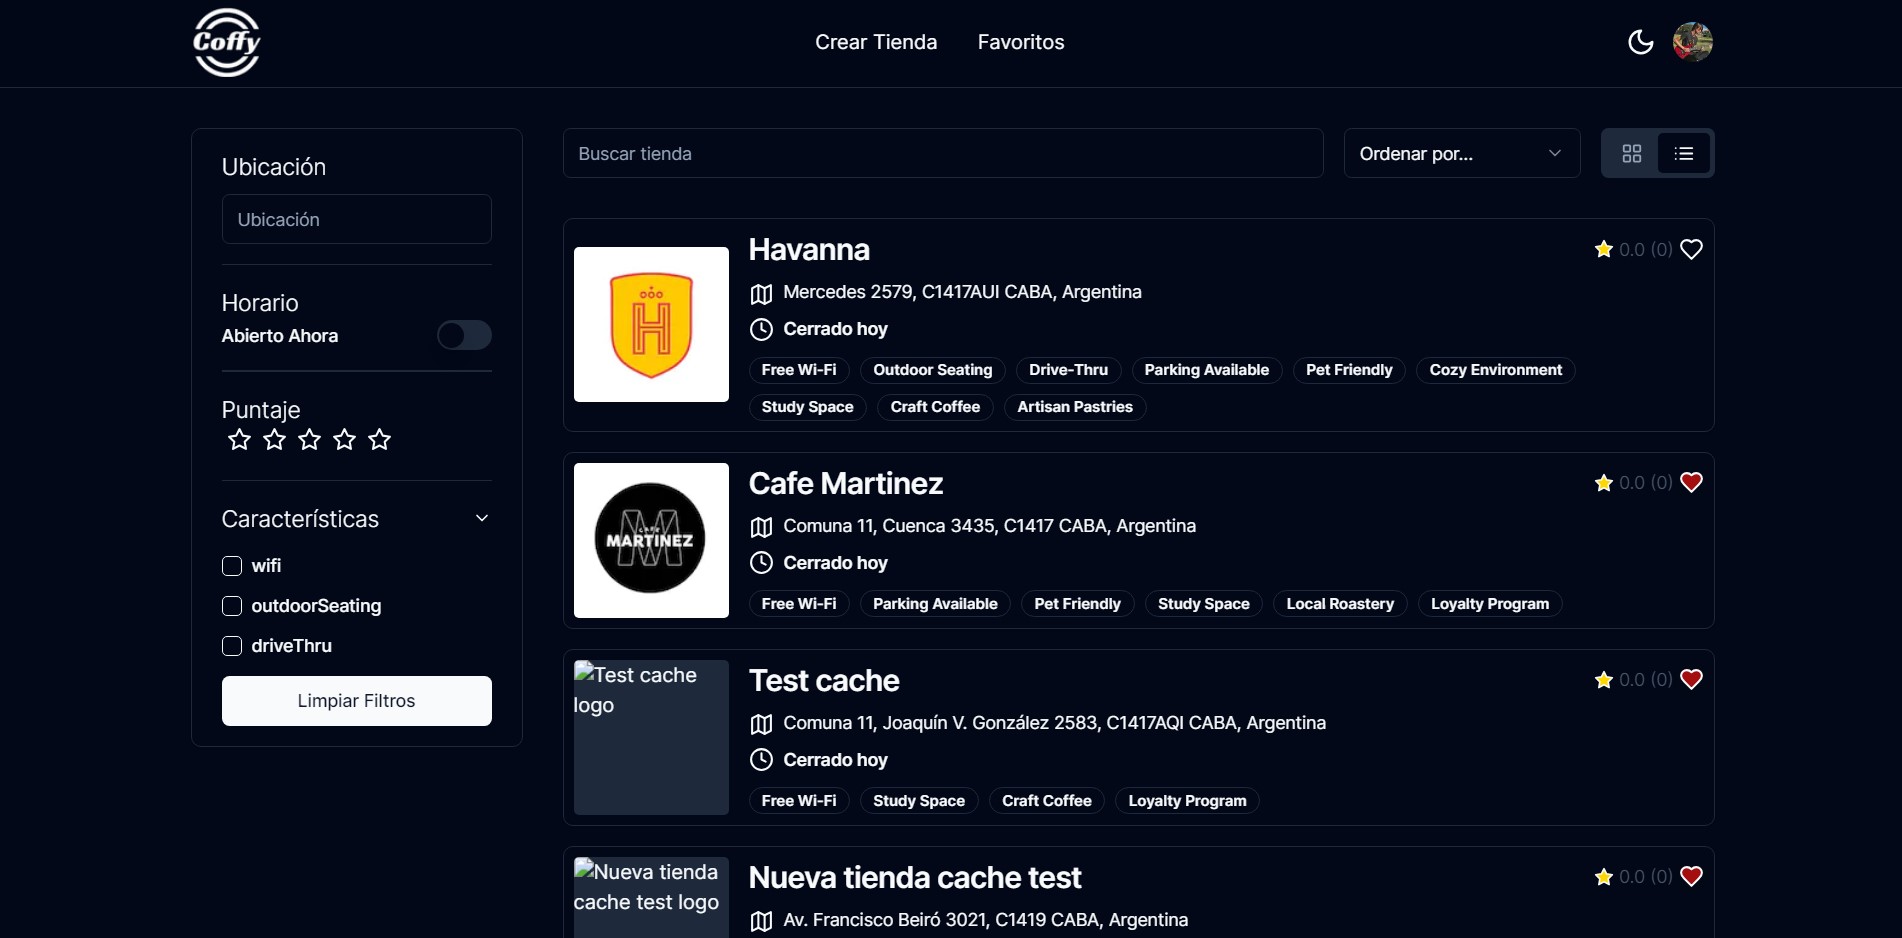 Coffy
Crear Tienda
Favoritos
Ubicación
Ubicación
Horario
Abierto Ahora
Puntaje
Características
wifi
outdoorSeating
driveThru
Limpiar Filtros
Buscar tienda
Ordenar por...
Havanna
0.0 (0)
Mercedes 2579, C1417AUI CABA, Argentina
Cerrado hoy
Free Wi-Fi Outdoor Seating Drive-Thru Parking Available Pet Friendly Cozy Environment
Study Space Craft Coffee Artisan Pastries
H
CAFE
MARTINEZ
Cafe Martinez
0.0 (0)
Comuna 11, Cuenca 3435, C1417 CABA, Argentina
Cerrado hoy
Free Wi-Fi Parking Available Pet Friendly Study Space Local Roastery Loyalty Program
Test cache
logo
Test cache
0.0 (0)
Comuna 11, Joaquín V. González 2583, C1417AQI CABA, Argentina
Cerrado hoy
Free Wi-Fi Study Space Craft Coffee Loyalty Program
Nueva tienda
cache test logo
Nueva tienda cache test
0.0 (0)
Av. Francisco Beiró 3021, C1419 CABA, Argentina